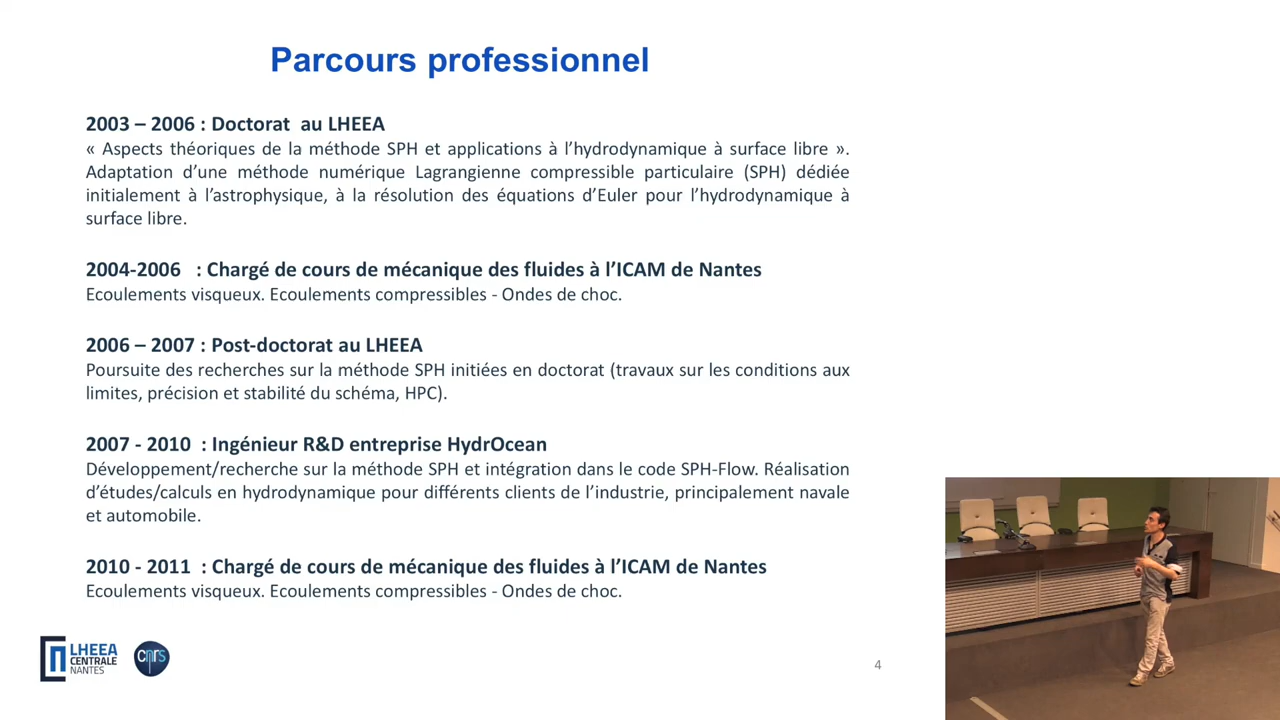 Parcours professionnel
2003 – 2006 : Doctorat au LHEEA
« Aspects théoriques de la méthode SPH et applications à l’hydrodynamique à surface libre ».
Adaptation d’une méthode numérique Lagrangienne compressible particulaire (SPH) dédiée
initialement à l’astrophysique, à la résolution des équations d’Euler pour l’hydrodynamique à
surface libre.
2004-2006 : Chargé de cours de mécanique des fluides à l’ICAM de Nantes
Ecoulements visqueux. Ecoulements compressibles - Ondes de choc.
2006 – 2007 : Post-doctorat au LHEEA
Poursuite des recherches sur la méthode SPH initiées en doctorat (travaux sur les conditions aux
limites, précision et stabilité du schéma, HPC).
2007 - 2010 : Ingénieur R&D entreprise HydrOcean
Développement/recherche sur la méthode SPH et intégration dans le code SPH-Flow. Réalisation
d’études/calculs en hydrodynamique pour différents clients de l’industrie, principalement navale
et automobile.
2010 - 2011 : Chargé de cours de mécanique des fluides à l’ICAM de Nantes
Ecoulements visqueux. Ecoulements compressibles - Ondes de choc.
LHEEA
CENTRALE
NANTES
cnrs
4